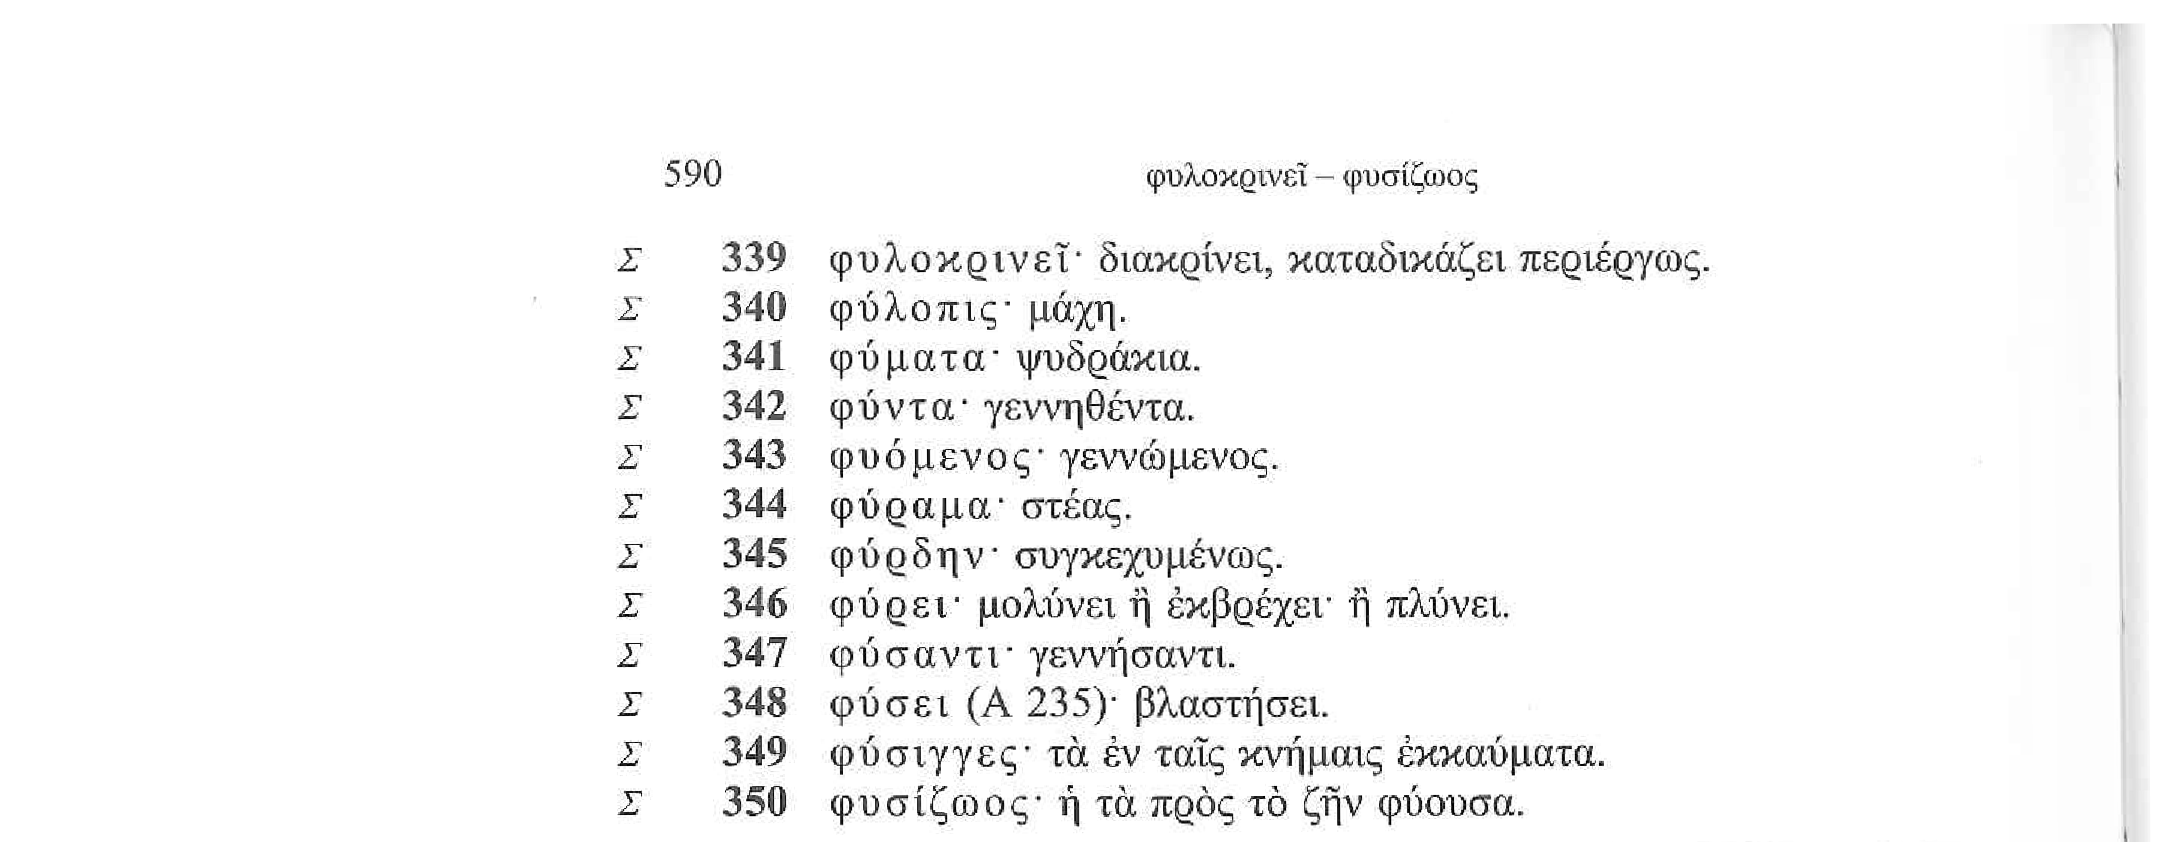 590 φυλοκρινεῖ – φυσίζωος
Σ 339 φυλοκρινεῖ· διακρίνει, καταδικάζει περιέργως.
Σ 340 φύλοπις· μάχη.
Σ 341 φύματα· ψυδράκια.
Σ 342 φύντα· γεννηθέντα.
Σ 343 φυόμενος· γεννώμενος.
Σ 344 φύραμα· στέας.
Σ 345 φύρδην· συγκεχυμένως.
Σ 346 φύρει· μολύνει ἢ ἐκβρέχει· ἢ πλύνει.
Σ 347 φύσαντι· γεννήσαντι.
Σ 348 φύσει (Α 235)· βλαστήσει.
Σ 349 φύσιγγες· τὰ ἐν ταῖς κνήμαις ἐκκαύματα.
Σ 350 φυσίζωος· ἡ τὰ πρὸς τὸ ζῆν φύουσα.